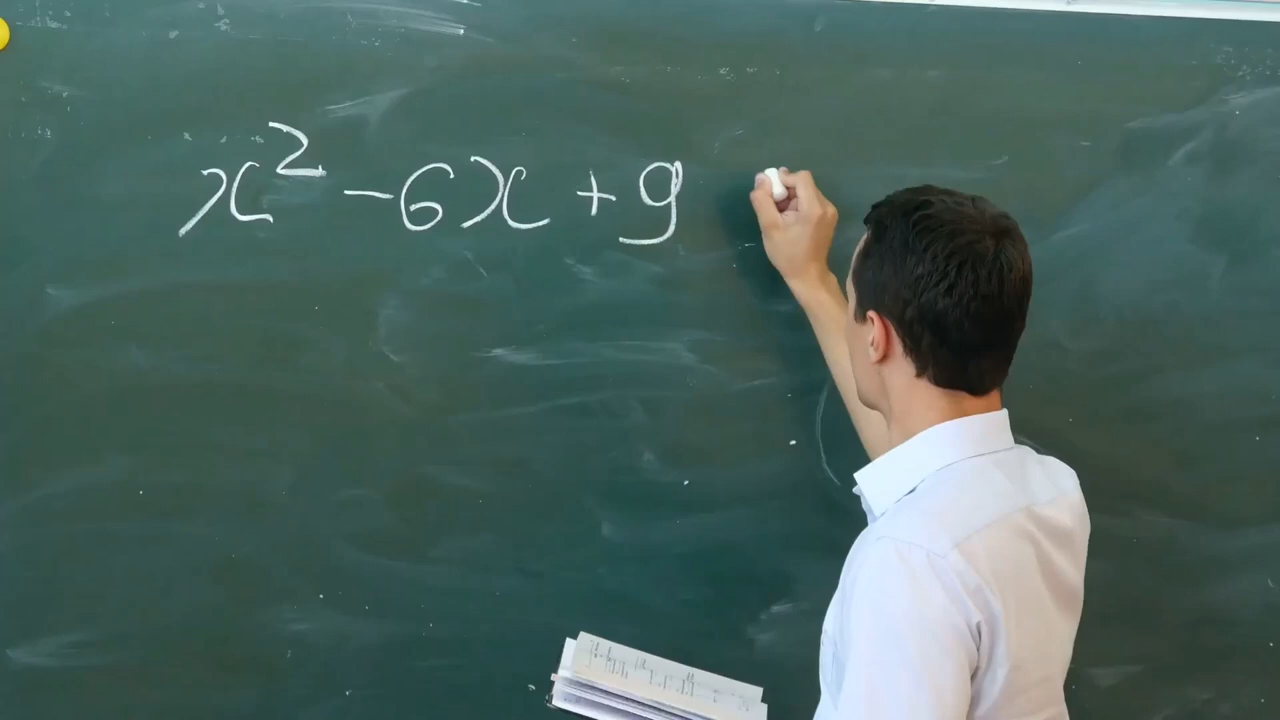 x² - 6x + 9